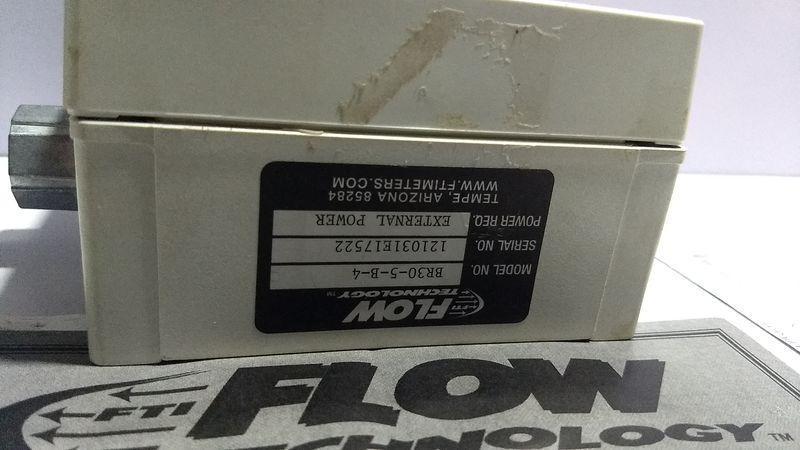 FTI
FLOW
TECHNOLOGY™
MODEL NO. BR30-5-B-4
SERIAL NO. 121031E17522
POWER REQ. EXTERNAL POWER
TEMPE, ARIZONA 85284
WWW.FTIMETERS.COM
FTI
FLOW
TECHNOLOGY™